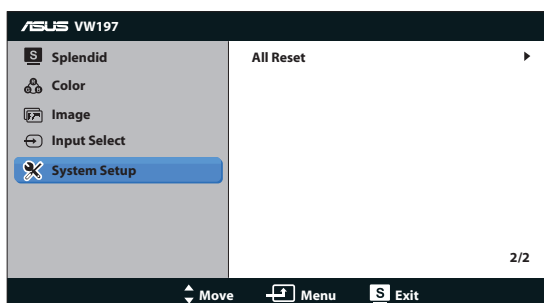 ASUS VW197
S Splendid
Color
Image
Input Select
System Setup
All Reset
2/2
Move Menu S Exit